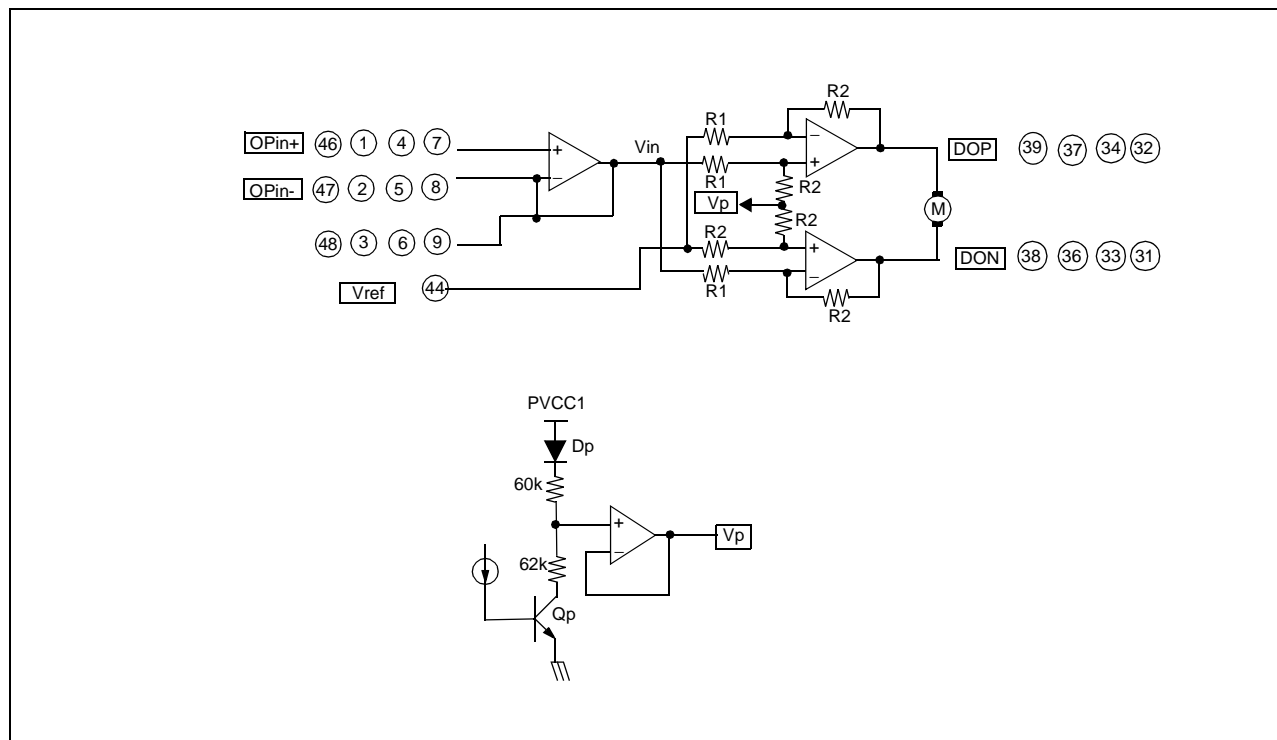 R2
R1
OPin+ 46 1 4 7
+
Vin
−
DOP 39 37 34 32
−
+
R1
R2
OPin- 47 2 5 8
Vp
M
R2
R2
48 3 6 9
+
DON 38 36 33 31
−
Vref 44
R1
R2
PVCC1
Dp
60k
+
Vp
−
62k
Qp